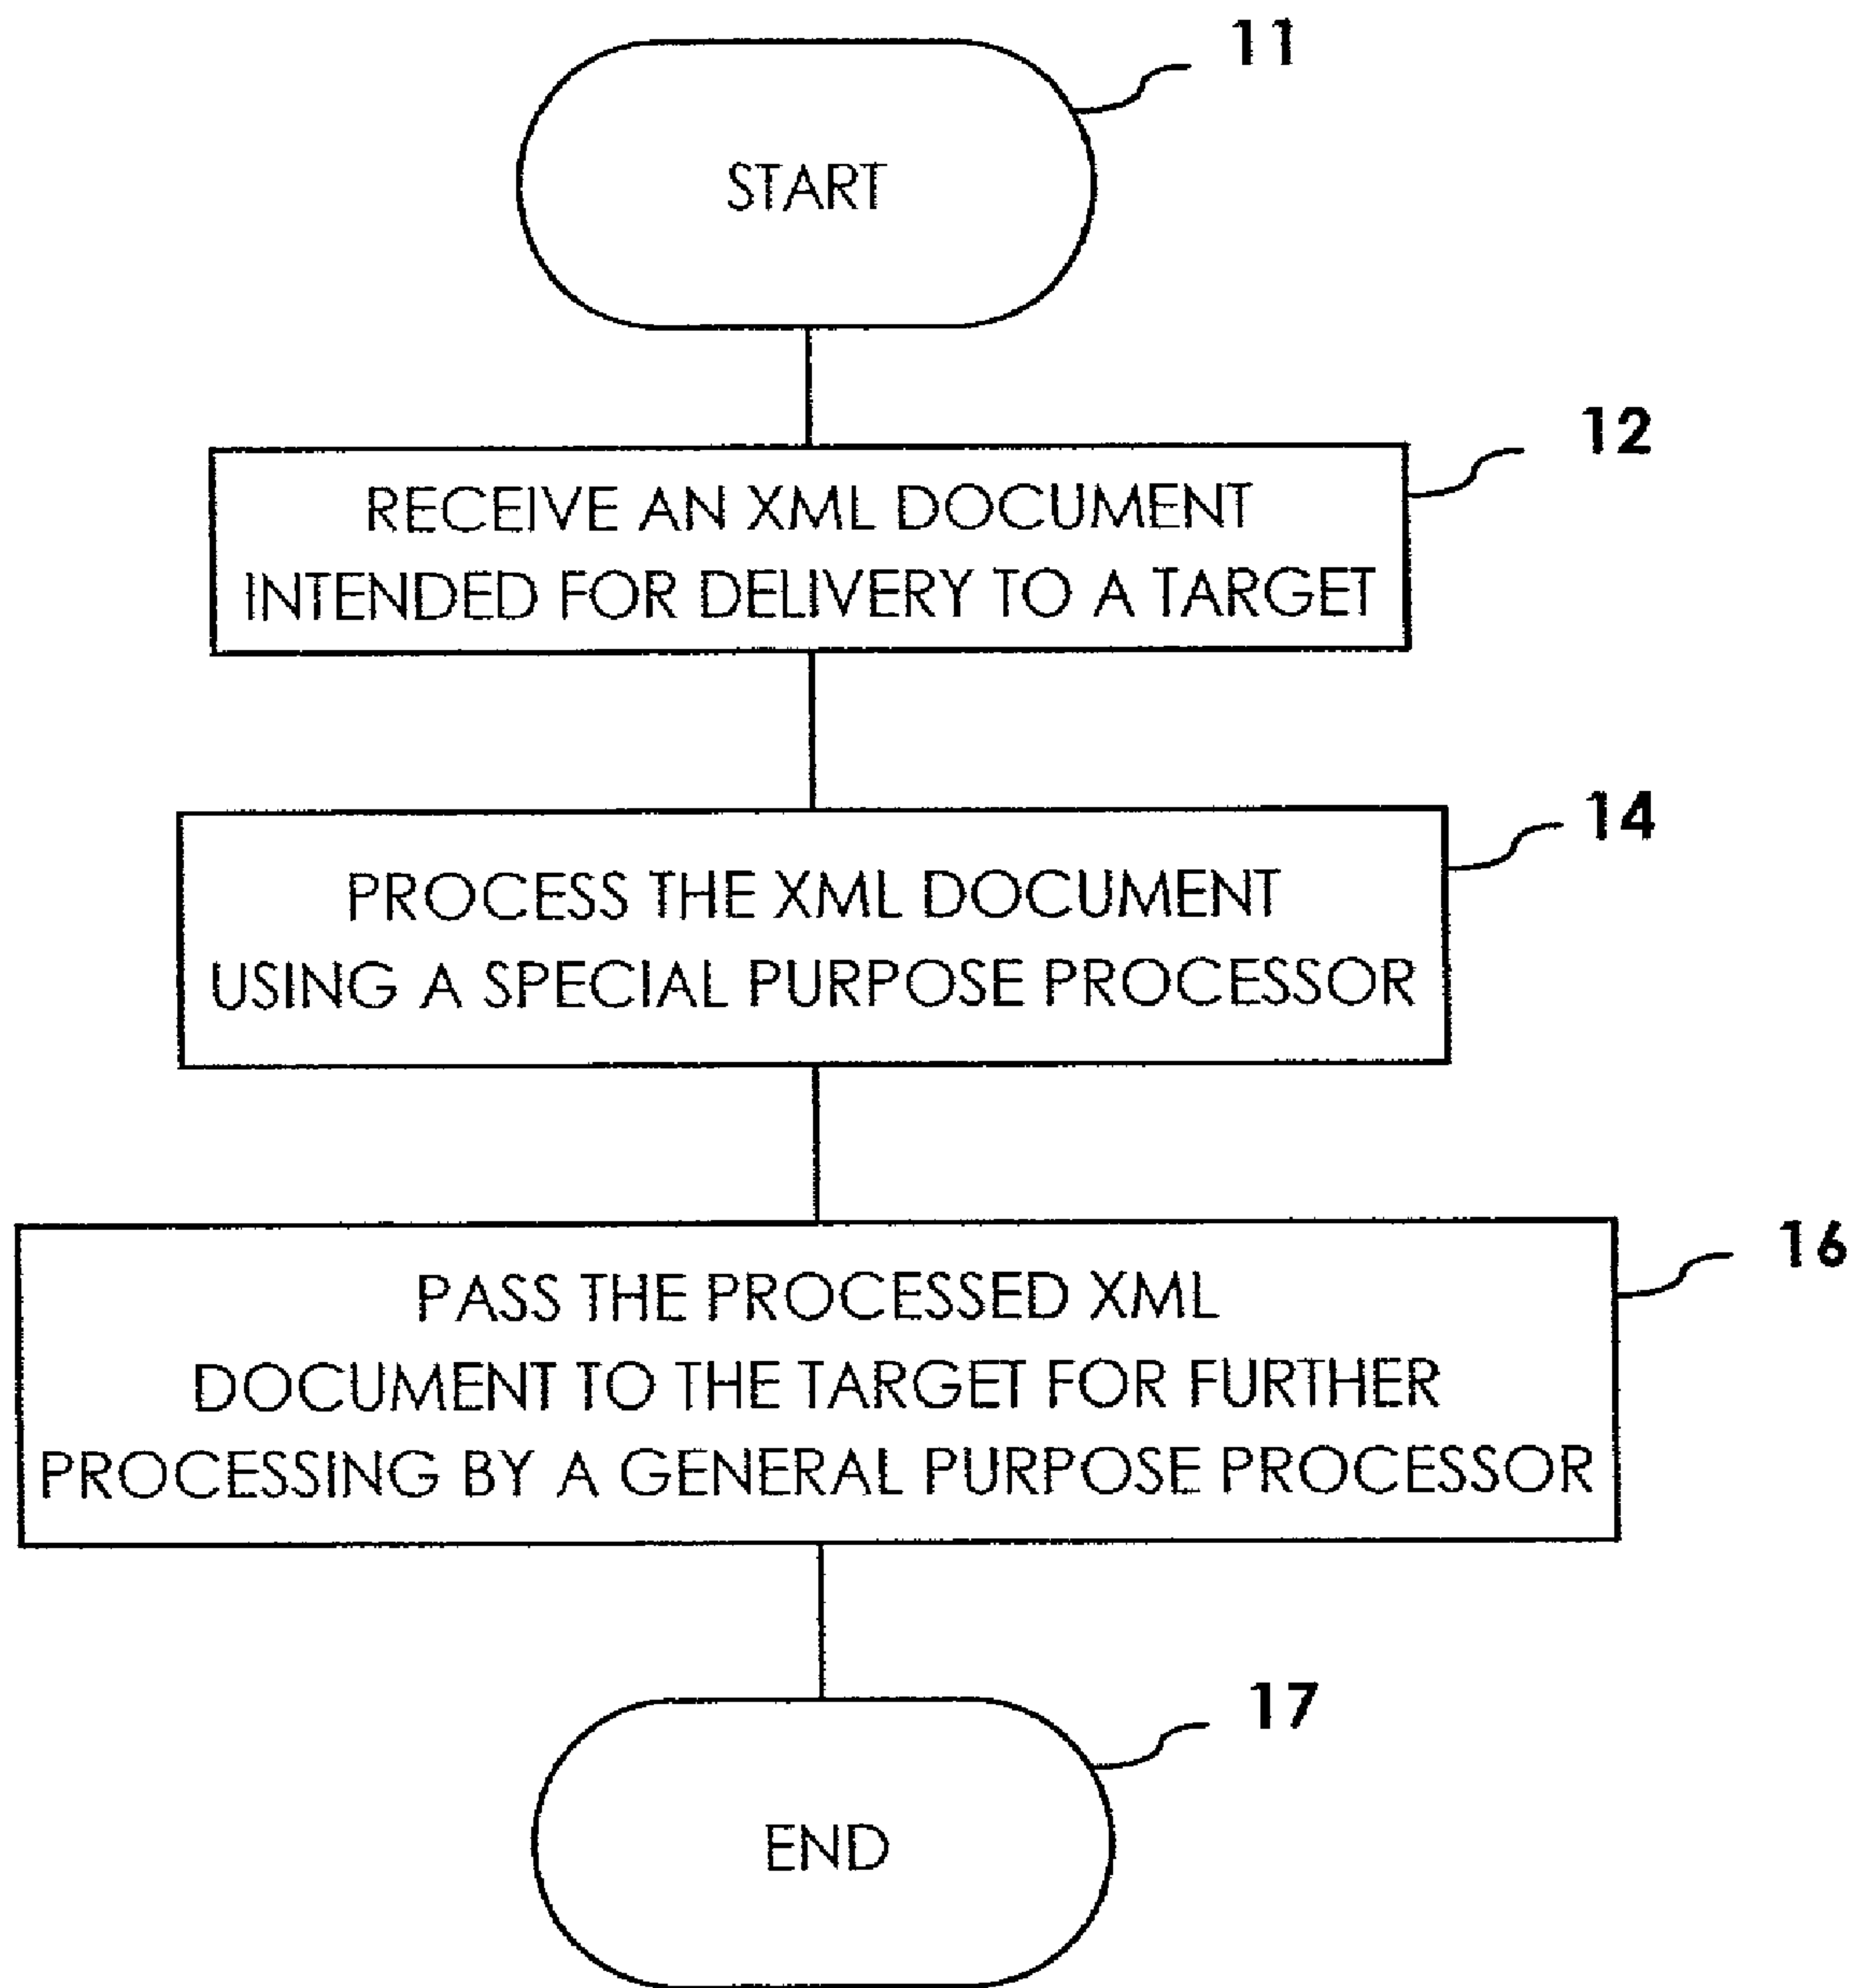 11
START
12
RECEIVE AN XML DOCUMENT
INTENDED FOR DELIVERY TO A TARGET
14
PROCESS THE XML DOCUMENT
USING A SPECIAL PURPOSE PROCESSOR
16
PASS THE PROCESSED XML
DOCUMENT TO THE TARGET FOR FURTHER
PROCESSING BY A GENERAL PURPOSE PROCESSOR
17
END